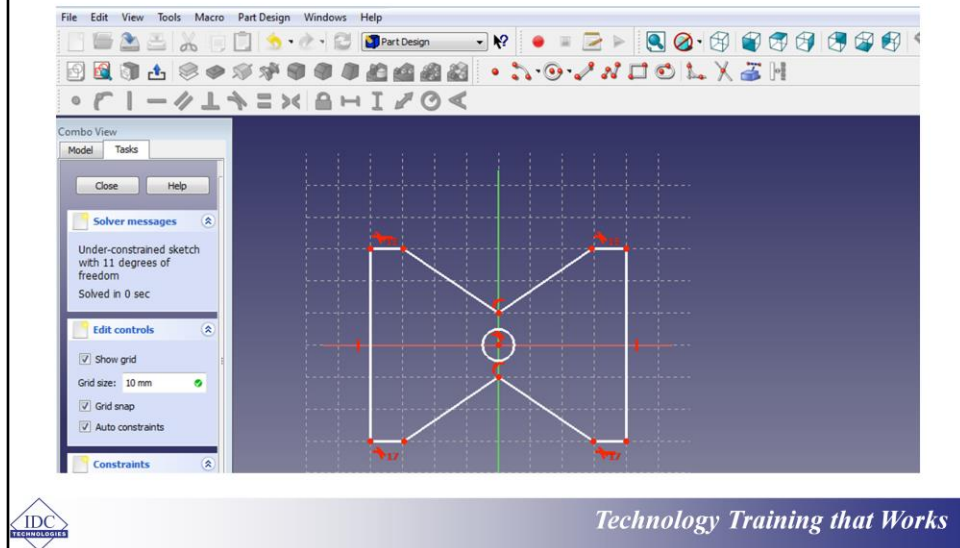 File Edit View Tools Macro Part Design Windows Help
Part Design
Combo View
Model Tasks
Close Help
Solver messages
Under-constrained sketch
with 11 degrees of
freedom
Solved in 0 sec
Edit controls
Show grid
Grid size: 10 mm
Grid snap
Auto constraints
Constraints
17
17
IDC
TECHNOLOGIES
Technology Training that Works